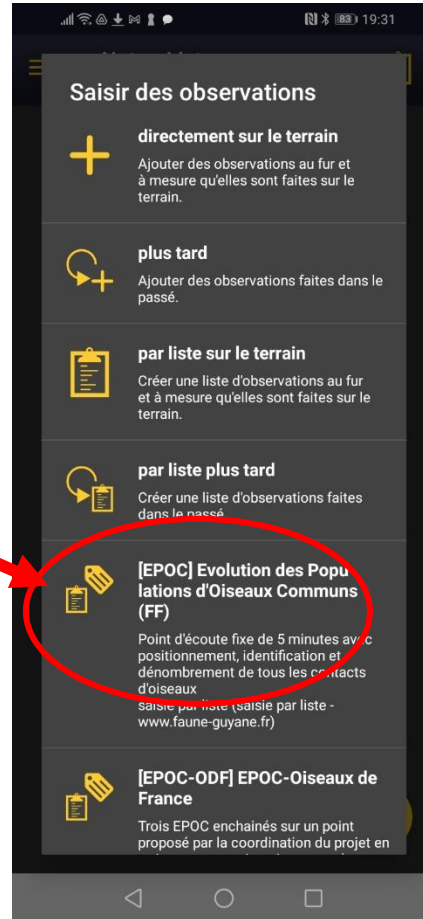 83 19:31
Saisir des observations
directement sur le terrain
Ajouter des observations au fur et
à mesure qu'elles sont faites sur le
terrain.
plus tard
Ajouter des observations faites dans le
passé.
par liste sur le terrain
Créer une liste d'observations au fur
et à mesure qu'elles sont faites sur le
terrain.
par liste plus tard
Créer une liste d'observations faites
dans le passé
[EPOC] Evolution des Popu
lations d'Oiseaux Communs
(FF)
Point d'écoute fixe de 5 minutes avec
positionnement, identification et
dénombrement de tous les contacts
d'oiseaux
saisie par liste (saisie par liste -
www.faune-guyane.fr)
[EPOC-ODF] EPOC-Oiseaux de
France
Trois EPOC enchainés sur un point
proposé par la coordination du projet en